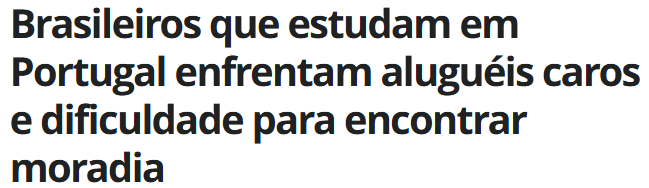 Brasileiros que estudam em
Portugal enfrentam aluguéis caros
e dificuldade para encontrar
moradia